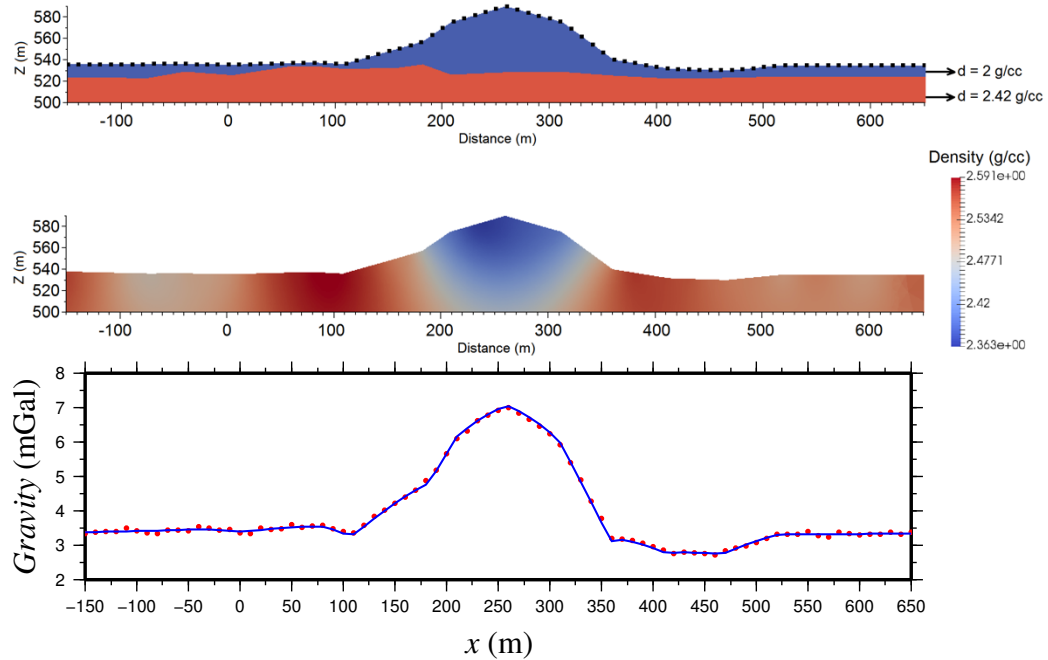 580
560
540
520
500
Z (m)
d = 2 g/cc
d = 2.42 g/cc
-100 0 100 200 300 400 500 600
Distance (m)
Density (g/cc)
2.591e+00
2.5342
2.4771
2.42
2.363e+00
580
560
540
520
500
Z (m)
-100 0 100 200 300 400 500 600
Distance (m)
8
7
6
5
4
3
2
Gravity (mGal)
−150 −100 −50 0 50 100 150 200 250 300 350 400 450 500 550 600 650
x (m)